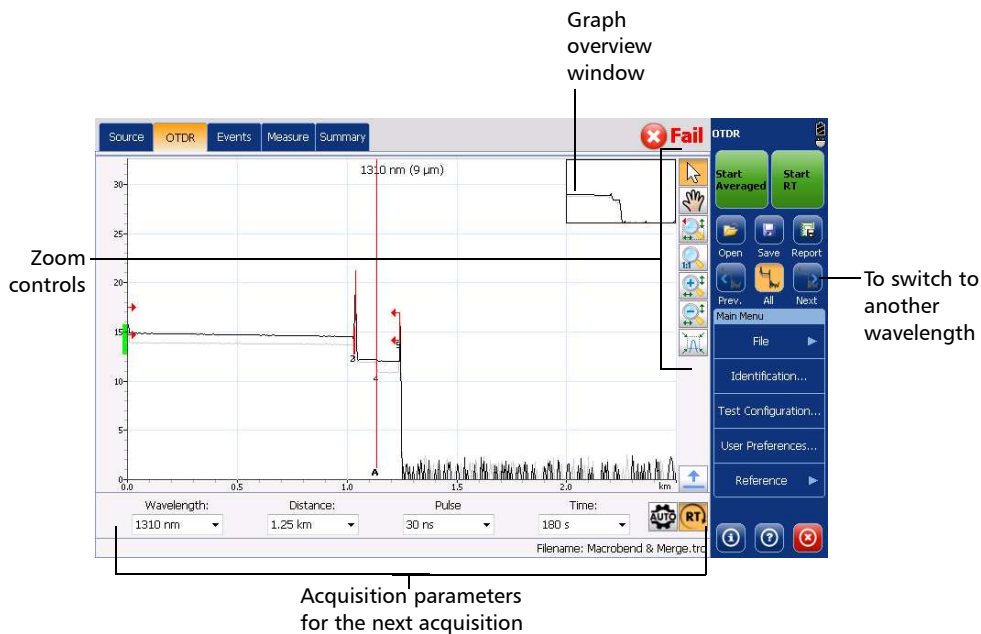 Graph
overview
window
Source OTDR Events Measure Summary
Fail
OTDR
1310 nm (9 µm)
30
25
20
15
10
5
0
0.0 0.5 1.0 1.5 2.0 km
4
A
Start
Averaged
Start
RT
Open Save Report
Prev. All Next
Main Menu
File
Identification...
Test Configuration...
User Preferences...
Reference
Zoom
controls
To switch to
another
wavelength
1:1
Wavelength: Distance: Pulse Time:
1310 nm 1.25 km 30 ns 180 s
AUTO RT
Filename: Macrobend & Merge.trc
Acquisition parameters
for the next acquisition